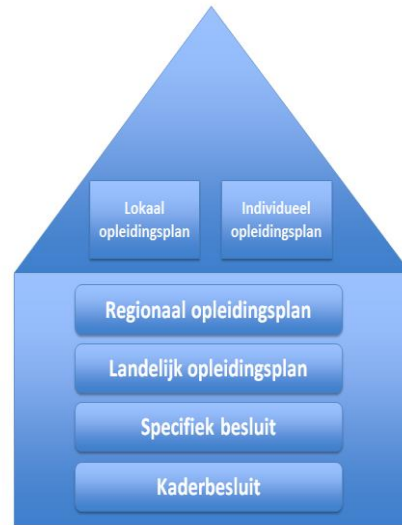 Lokaal
opleidingsplan
Individueel
opleidingsplan
Regionaal opleidingsplan
Landelijk opleidingsplan
Specifiek besluit
Kaderbesluit